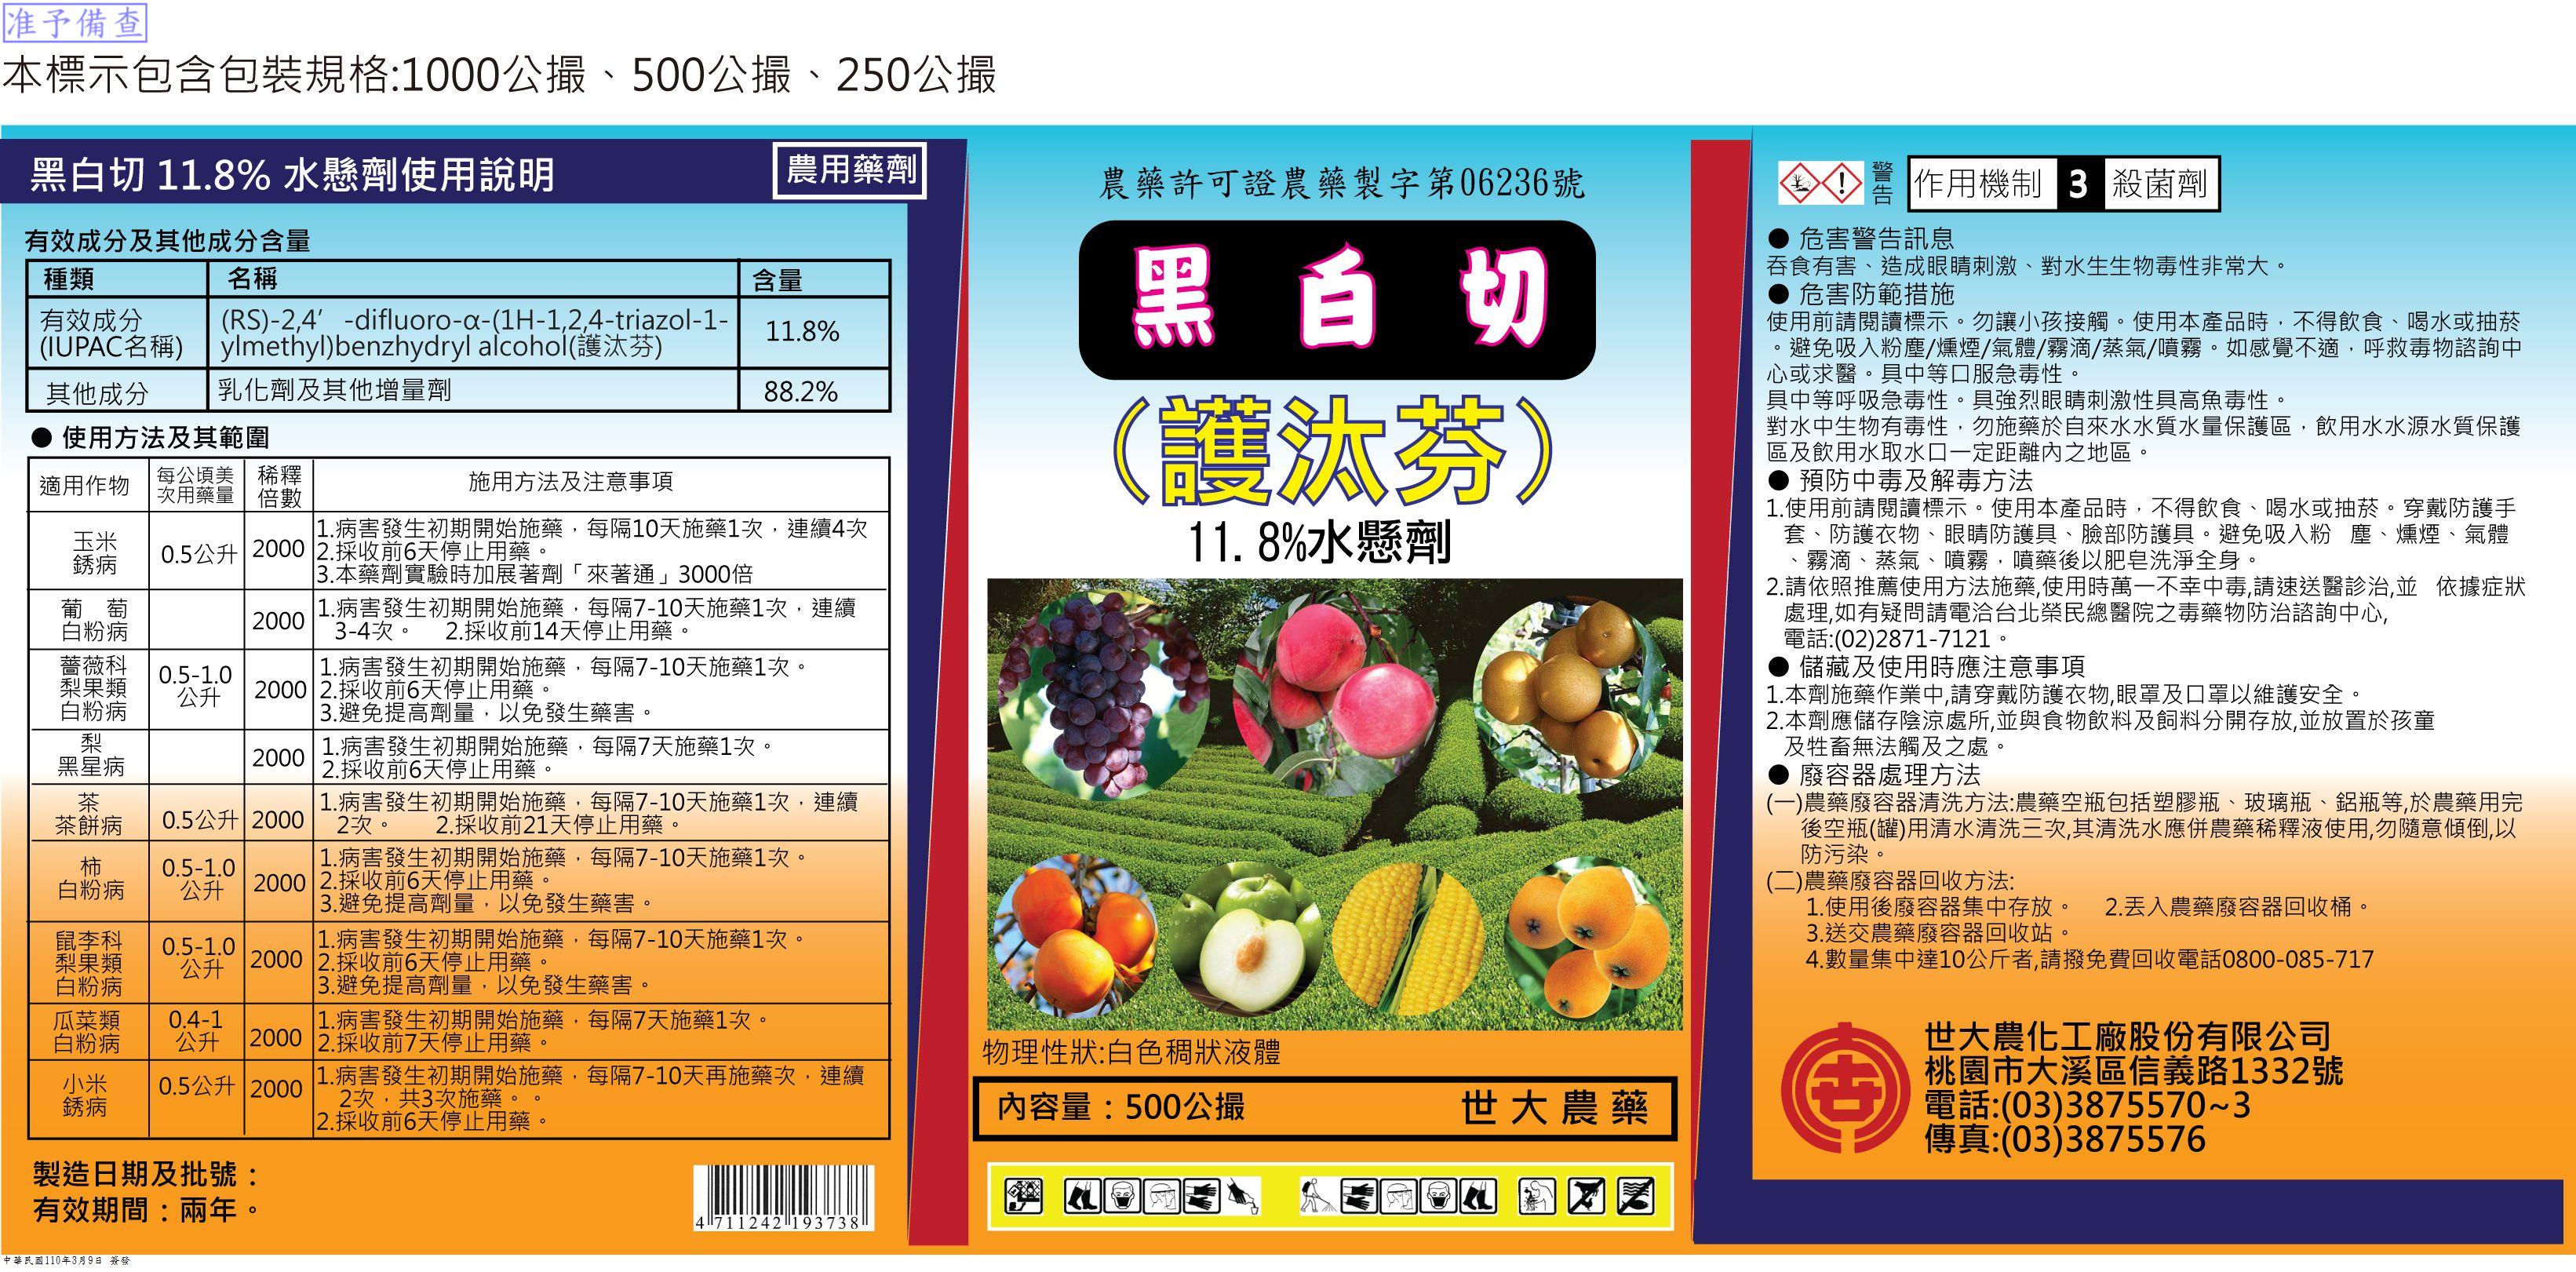 准予備查
本標示包含包裝規格:1000公撮、500公撮、250公撮
黑白切 11.8% 水懸劑使用說明
農用藥劑
有效成分及其他成分含量
種類 名稱 含量
有效成分 (IUPAC名稱)
(RS)-2,4' -difluoro-α-(1H-1,2,4-triazol-1-
ylmethyl)benzhydryl alcohol(護汰芬)
11.8%
其他成分 乳化劑及其他增量劑 88.2%
● 使用方法及其範圍
適用作物
每公頃美
次用藥量
稀釋
倍數
施用方法及注意事項
玉米
銹病
0.5公升
2000
1.病害發生初期開始施藥，每隔10天施藥1次，連續4次
2.採收前6天停止用藥。
3.本藥劑實驗時加展著劑「來著通」3000倍
葡 萄
白粉病
2000
1.病害發生初期開始施藥，每隔7-10天施藥1次，連續
3-4次。 2.採收前14天停止用藥。
薔薇科
梨果類
白粉病
0.5-1.0
公升
2000
1.病害發生初期開始施藥，每隔7-10天施藥1次。
2.採收前6天停止用藥。
3.避免提高劑量，以免發生藥害。
梨
黑星病
2000
1.病害發生初期開始施藥，每隔7天施藥1次。
2.採收前6天停止用藥。
茶
茶餅病
0.5公升
2000
1.病害發生初期開始施藥，每隔7-10天施藥1次，連續
2次。 2.採收前21天停止用藥。
柿
白粉病
0.5-1.0
公升
2000
1.病害發生初期開始施藥，每隔7-10天施藥1次。
2.採收前6天停止用藥。
3.避免提高劑量，以免發生藥害。
鼠李科
梨果類
白粉病
0.5-1.0
公升
2000
1.病害發生初期開始施藥，每隔7-10天施藥1次。
2.採收前6天停止用藥。
3.避免提高劑量，以免發生藥害。
瓜菜類
白粉病
0.4-1
公升
2000
1.病害發生初期開始施藥，每隔7天施藥1次。
2.採收前7天停止用藥。
小米
銹病
0.5公升
2000
1.病害發生初期開始施藥，每隔7-10天再施藥次，連續
2次，共3次施藥。。
2.採收前6天停止用藥。
製造日期及批號：
有效期間：兩年。
4 711242 193738
中華民國110年3月9日 簽發
農藥許可證農藥製字第06236號
黑白切
（護汰芬）
11.8%水懸劑
物理性狀:白色稠狀液體
內容量：500公撮
世大農藥
警告
作用機制 3 殺菌劑
● 危害警告訊息
吞食有害、造成眼睛刺激、對水生生物毒性非常大。
● 危害防範措施
使用前請閱讀標示。勿讓小孩接觸。使用本產品時，不得飲食、喝水或抽菸
。避免吸入粉塵/燻煙/氣體/霧滴/蒸氣/噴霧。如感覺不適，呼救毒物諮詢中
心或求醫。具中等口服急毒性。
具中等呼吸急毒性。具強烈眼睛刺激性具高魚毒性。
對水中生物有毒性，勿施藥於自來水水質水量保護區，飲用水水源水質保護
區及飲用水取水口一定距離內之地區。
● 預防中毒及解毒方法
1.使用前請閱讀標示。使用本產品時，不得飲食、喝水或抽菸。穿戴防護手
套、防護衣物、眼睛防護具、臉部防護具。避免吸入粉 塵、燻煙、氣體
、霧滴、蒸氣、噴霧，噴藥後以肥皂洗淨全身。
2.請依照推薦使用方法施藥,使用時萬一不幸中毒,請速送醫診治,並 依據症狀
處理,如有疑問請電洽台北榮民總醫院之毒藥物防治諮詢中心,
電話:(02)2871-7121。
● 儲藏及使用時應注意事項
1.本劑施藥作業中,請穿戴防護衣物,眼罩及口罩以維護安全。
2.本劑應儲存陰涼處所,並與食物飲料及飼料分開存放,並放置於孩童
及牲畜無法觸及之處。
● 廢容器處理方法
(一)農藥廢容器清洗方法:農藥空瓶包括塑膠瓶、玻璃瓶、鋁瓶等,於農藥用完
後空瓶(罐)用清水清洗三次,其清洗水應併農藥稀釋液使用,勿隨意傾倒,以
防污染。
(二)農藥廢容器回收方法:
1.使用後廢容器集中存放。 2.丟入農藥廢容器回收桶。
3.送交農藥廢容器回收站。
4.數量集中達10公斤者,請撥免費回收電話0800-085-717
世大農化工廠股份有限公司
桃園市大溪區信義路1332號
電話:(03)3875570~3
傳真:(03)3875576